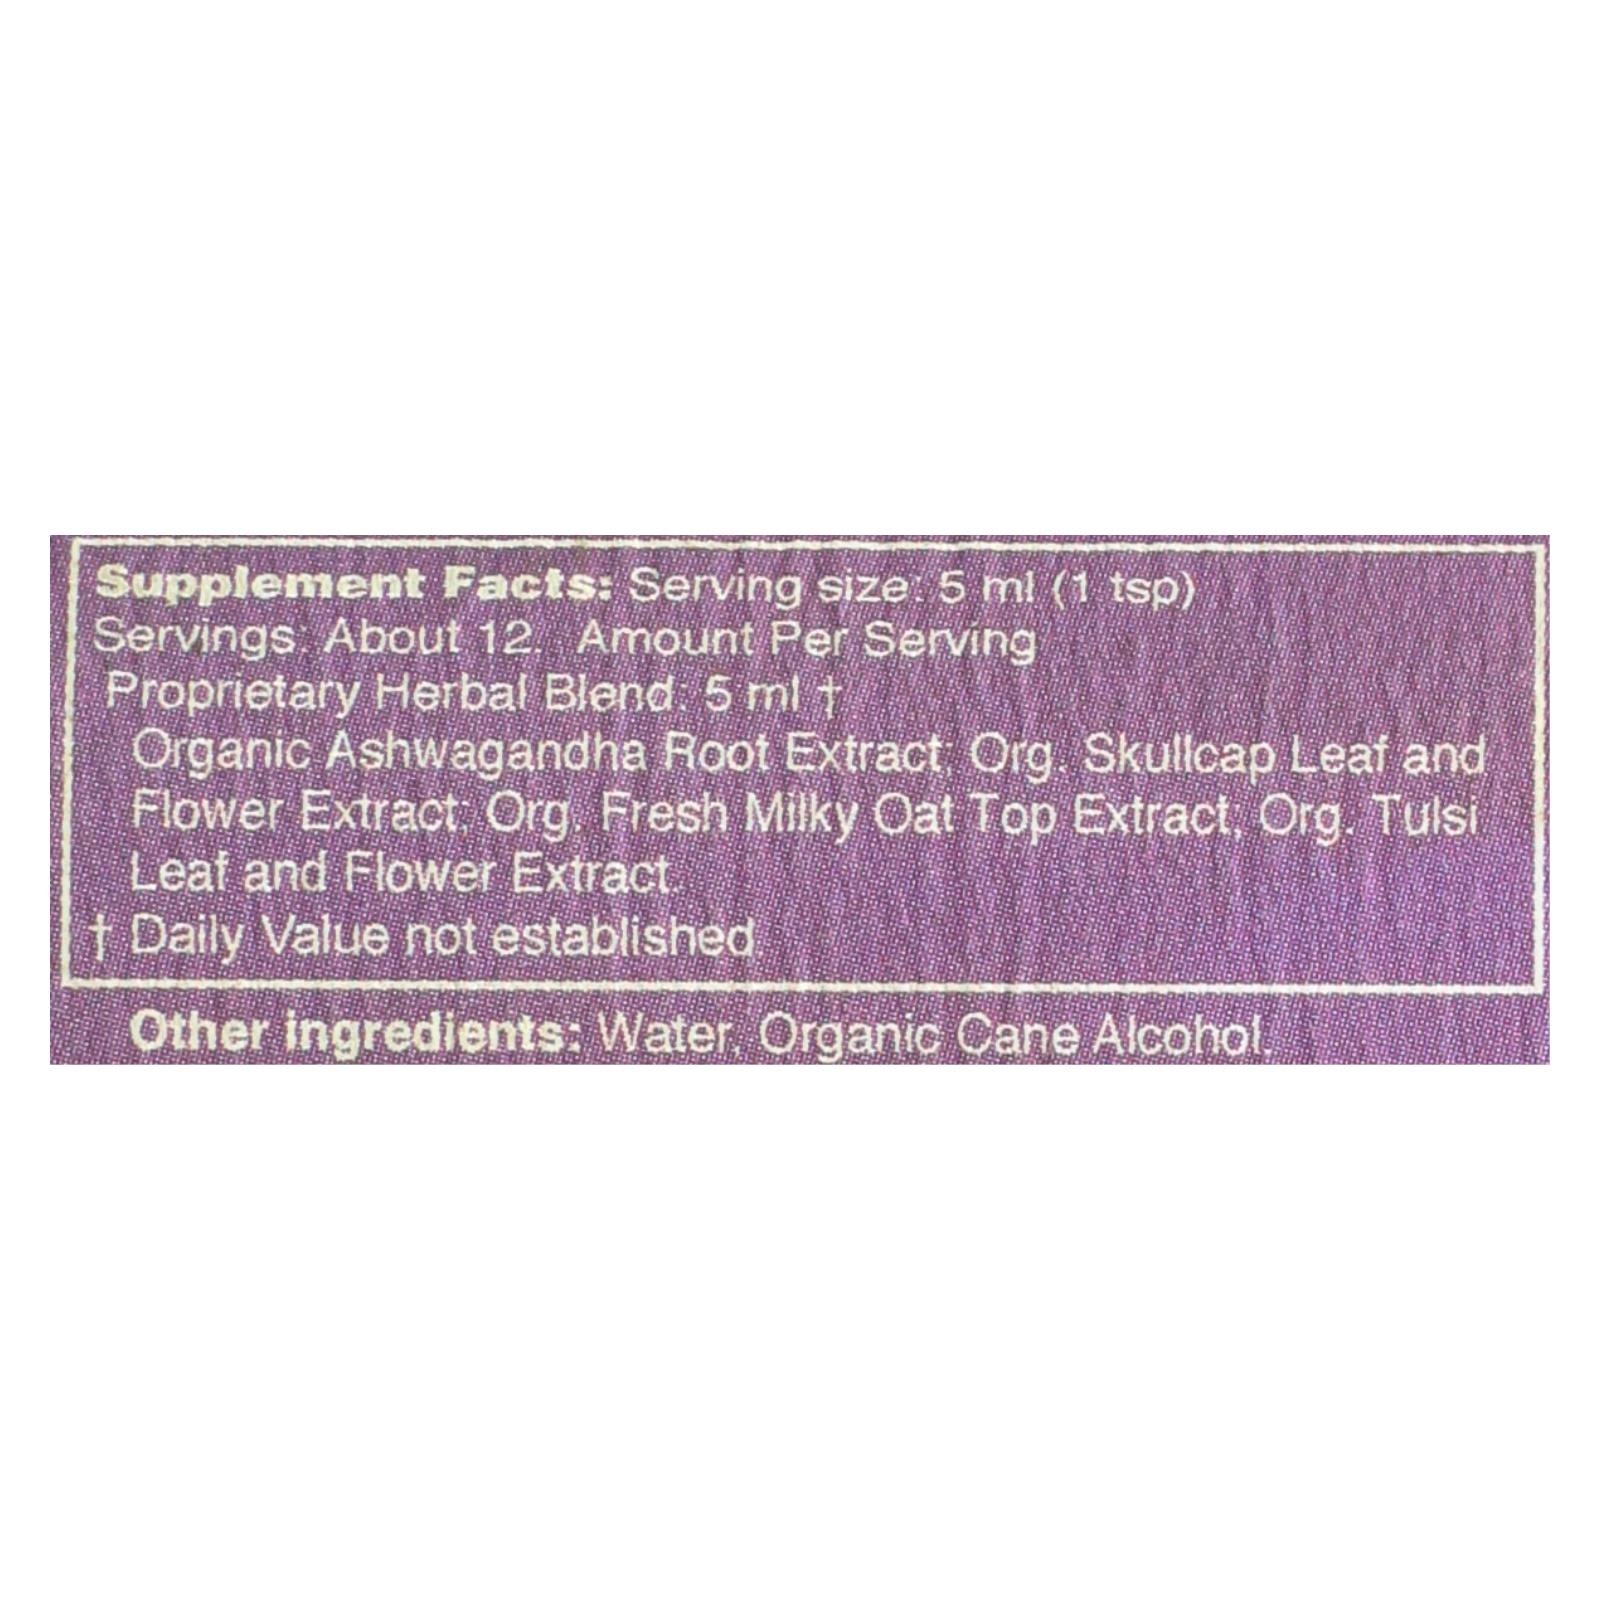 Supplement Facts: Serving size: 5 ml (1 tsp)
Servings: About 12. Amount Per Serving
Proprietary Herbal Blend: 5 ml †
Organic Ashwagandha Root Extract; Org. Skullcap Leaf and
Flower Extract; Org. Fresh Milky Oat Top Extract; Org. Tulsi
Leaf and Flower Extract.
† Daily Value not established
Other ingredients: Water, Organic Cane Alcohol.